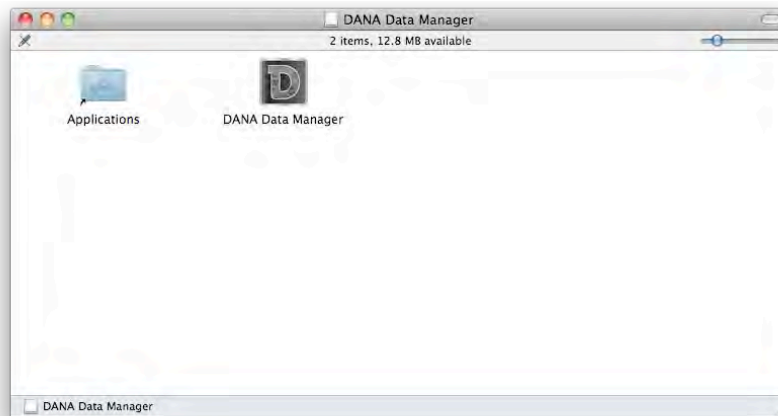 DANA Data Manager
2 items, 12.8 MB available
Applications
DANA Data Manager
DANA Data Manager